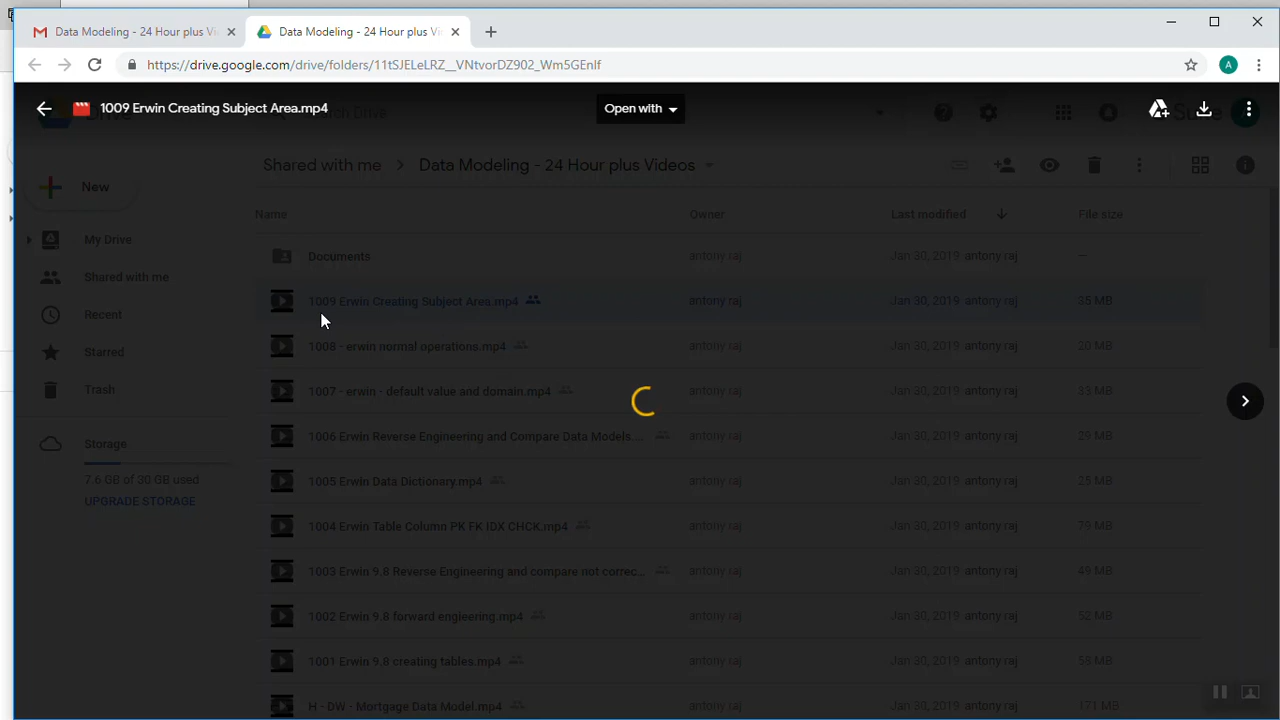 Data Modeling - 24 Hour plus Vi
Data Modeling - 24 Hour plus Vi
https://drive.google.com/drive/folders/11tSJELeLRZ__VNtvorDZ902_Wm5GEnlf
A
1009 Erwin Creating Subject Area.mp4
Open with
Drive
Search Drive
Suite
Shared with me > Data Modeling - 24 Hour plus Videos
New
Name Owner Last modified File size
My Drive
Shared with me
Recent
Starred
Trash
Storage
7.6 GB of 30 GB used
UPGRADE STORAGE
Documents antony raj Jan 30, 2019 antony raj —
1009 Erwin Creating Subject Area.mp4 antony raj Jan 30, 2019 antony raj 35 MB
1008 - erwin normal operations.mp4 antony raj Jan 30, 2019 antony raj 20 MB
1007 - erwin - default value and domain.mp4 antony raj Jan 30, 2019 antony raj 33 MB
1006 Erwin Reverse Engineering and Compare Data Models... antony raj Jan 30, 2019 antony raj 29 MB
1005 Erwin Data Dictionary.mp4 antony raj Jan 30, 2019 antony raj 25 MB
1004 Erwin Table Column PK FK IDX CHCK.mp4 antony raj Jan 30, 2019 antony raj 79 MB
1003 Erwin 9.8 Reverse Engineering and compare not correc... antony raj Jan 30, 2019 antony raj 49 MB
1002 Erwin 9.8 forward engieering.mp4 antony raj Jan 30, 2019 antony raj 52 MB
1001 Erwin 9.8 creating tables.mp4 antony raj Jan 30, 2019 antony raj 58 MB
H - DW - Mortgage Data Model.mp4 antony raj Jan 30, 2019 antony raj 171 MB